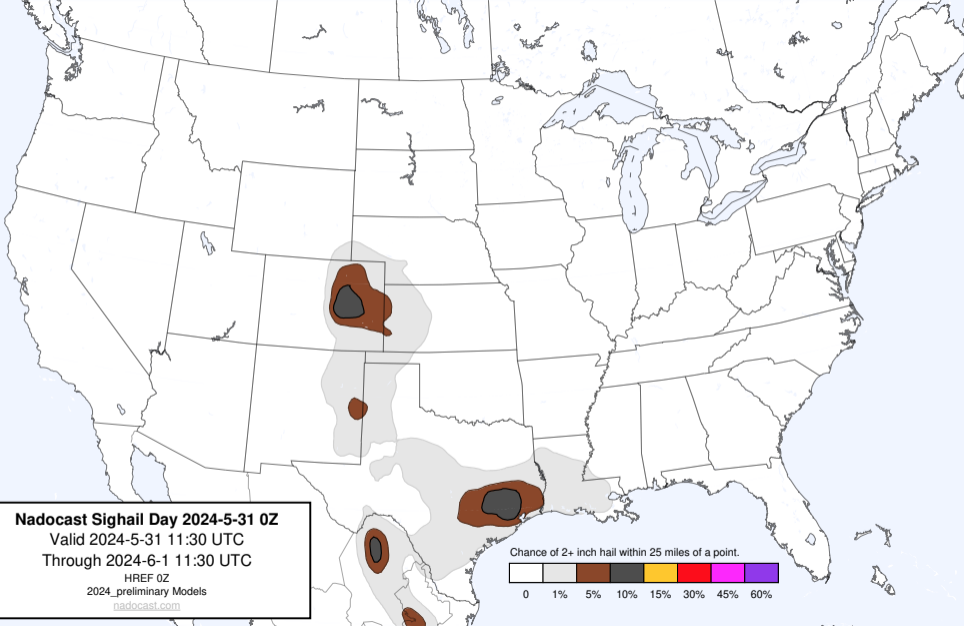 Nadocast Sighail Day 2024-5-31 0Z
Valid 2024-5-31 11:30 UTC
Through 2024-6-1 11:30 UTC
HREF 0Z
2024_preliminary Models
nadocast.com
Chance of 2+ inch hail within 25 miles of a point.
0 1% 5% 10% 15% 30% 45% 60%